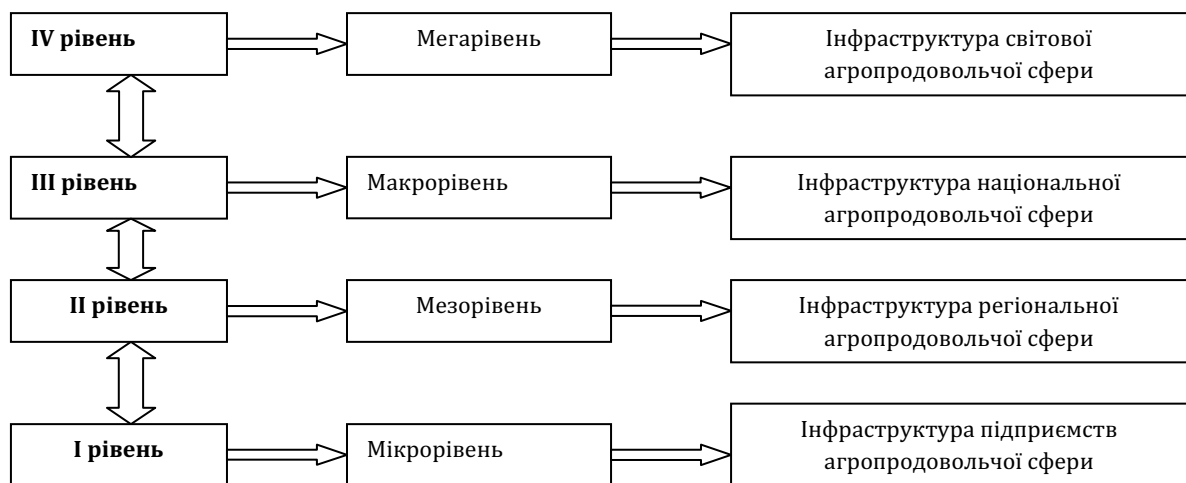 IV рівень
Мегарівень
Інфраструктура світової
агропродовольчої сфери
III рівень
Макрорівень
Інфраструктура національної
агропродовольчої сфери
II рівень
Мезорівень
Інфраструктура регіональної
агропродовольчої сфери
I рівень
Мікрорівень
Інфраструктура підприємств
агропродовольчої сфери